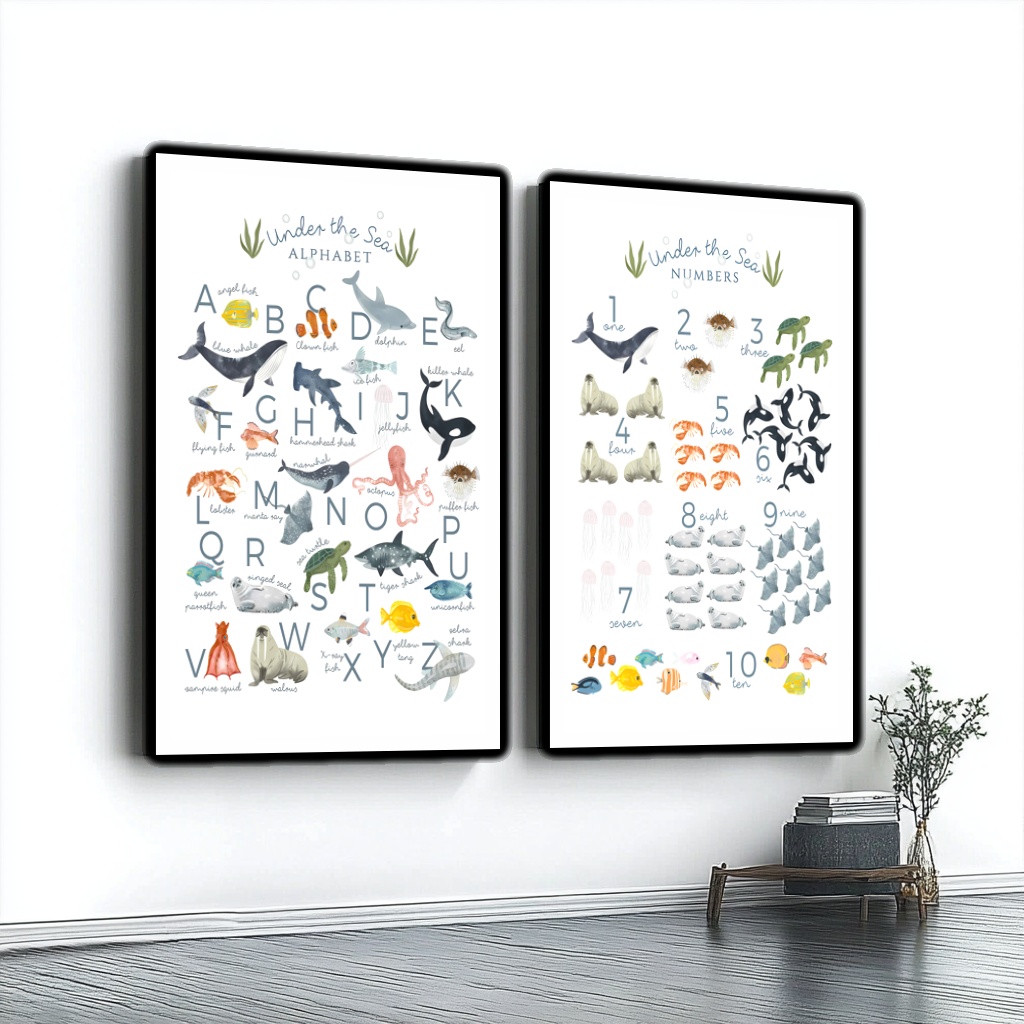 Under the Sea
ALPHABET
A angel fish
B
blue whale
C
clown fish
D
dolphin
E
eel
F
flying fish
G
gurnard
H
hammerhead shark
I
ice fish
J
jellyfish
K
killer whale
L
lobster
M
manta ray
N
narwhal
O
octopus
P
puffer fish
Q
queen
parrotfish
R
ringed seal
S
sea turtle
T
tiger shark
U
unicornfish
V
vampire squid
W
walrus
X
X-ray
fish
Y
yellow
tang
Z
zebra
shark
Under the Sea
NUMBERS
1
one
2
two
3
three
4
four
5
five
6
six
7
seven
8 eight
9 nine
10
ten